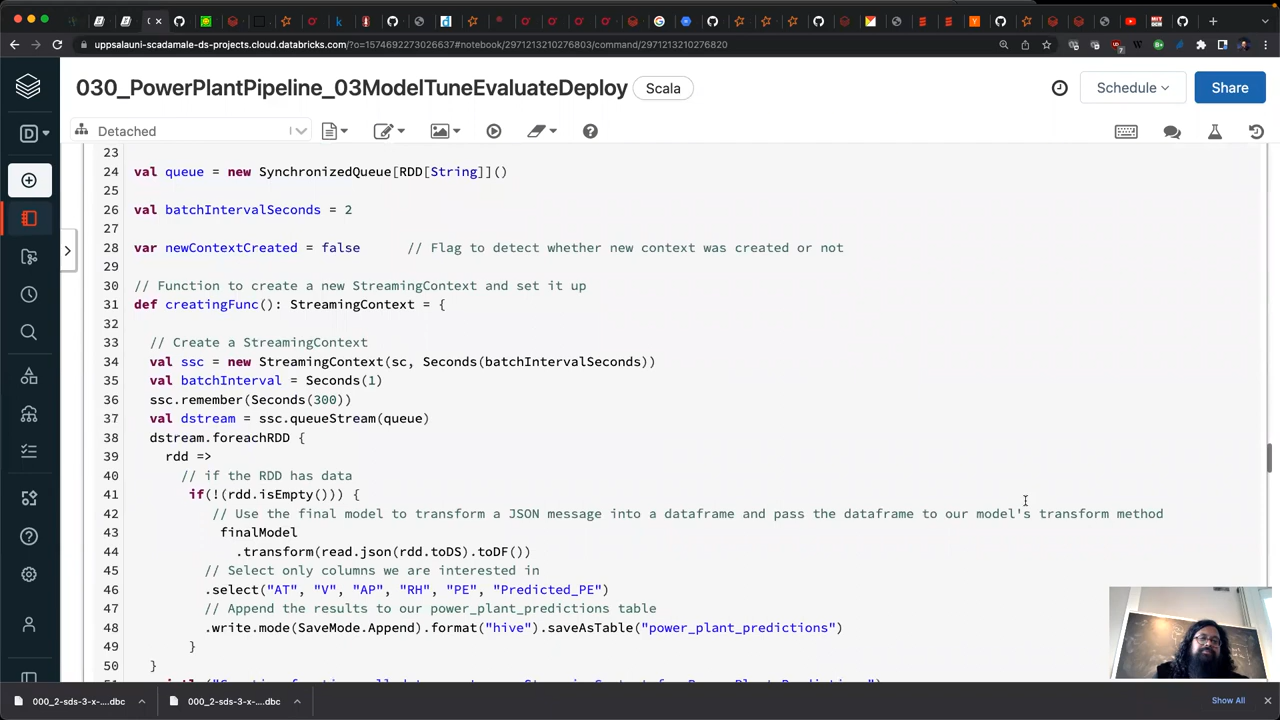 uppsalauni-scadamale-ds-projects.cloud.databricks.com/?o=1574692273026637#notebook/2971213210276803/command/2971213210276820
030_PowerPlantPipeline_03ModelTuneEvaluateDeploy
Scala
Schedule
Share
D
Detached
23
24 val queue = new SynchronizedQueue[RDD[String]]()
25
26 val batchIntervalSeconds = 2
27
28 var newContextCreated = false      // Flag to detect whether new context was created or not
29
30 // Function to create a new StreamingContext and set it up
31 def creatingFunc(): StreamingContext = {
32
33   // Create a StreamingContext
34   val ssc = new StreamingContext(sc, Seconds(batchIntervalSeconds))
35   val batchInterval = Seconds(1)
36   ssc.remember(Seconds(300))
37   val dstream = ssc.queueStream(queue)
38   dstream.foreachRDD {
39     rdd =>
40       // if the RDD has data
41        if(!(rdd.isEmpty())) {
42           // Use the final model to transform a JSON message into a dataframe and pass the dataframe to our model's transform method
43            finalModel
44              .transform(read.json(rdd.toDS).toDF())
45          // Select only columns we are interested in
46          .select("AT", "V", "AP", "RH", "PE", "Predicted_PE")
47          // Append the results to our power_plant_predictions table
48          .write.mode(SaveMode.Append).format("hive").saveAsTable("power_plant_predictions")
49        }
50   }
000_2-sds-3-x-....dbc
000_2-sds-3-x-....dbc
Show All